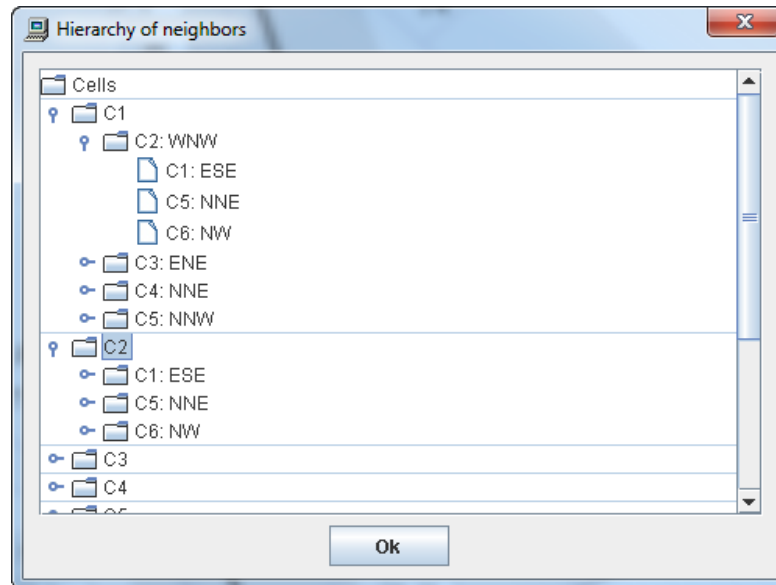 Hierarchy of neighbors
Cells
C1
C2: WNW
C1: ESE
C5: NNE
C6: NW
C3: ENE
C4: NNE
C5: NNW
C2
C1: ESE
C5: NNE
C6: NW
C3
C4
Ok